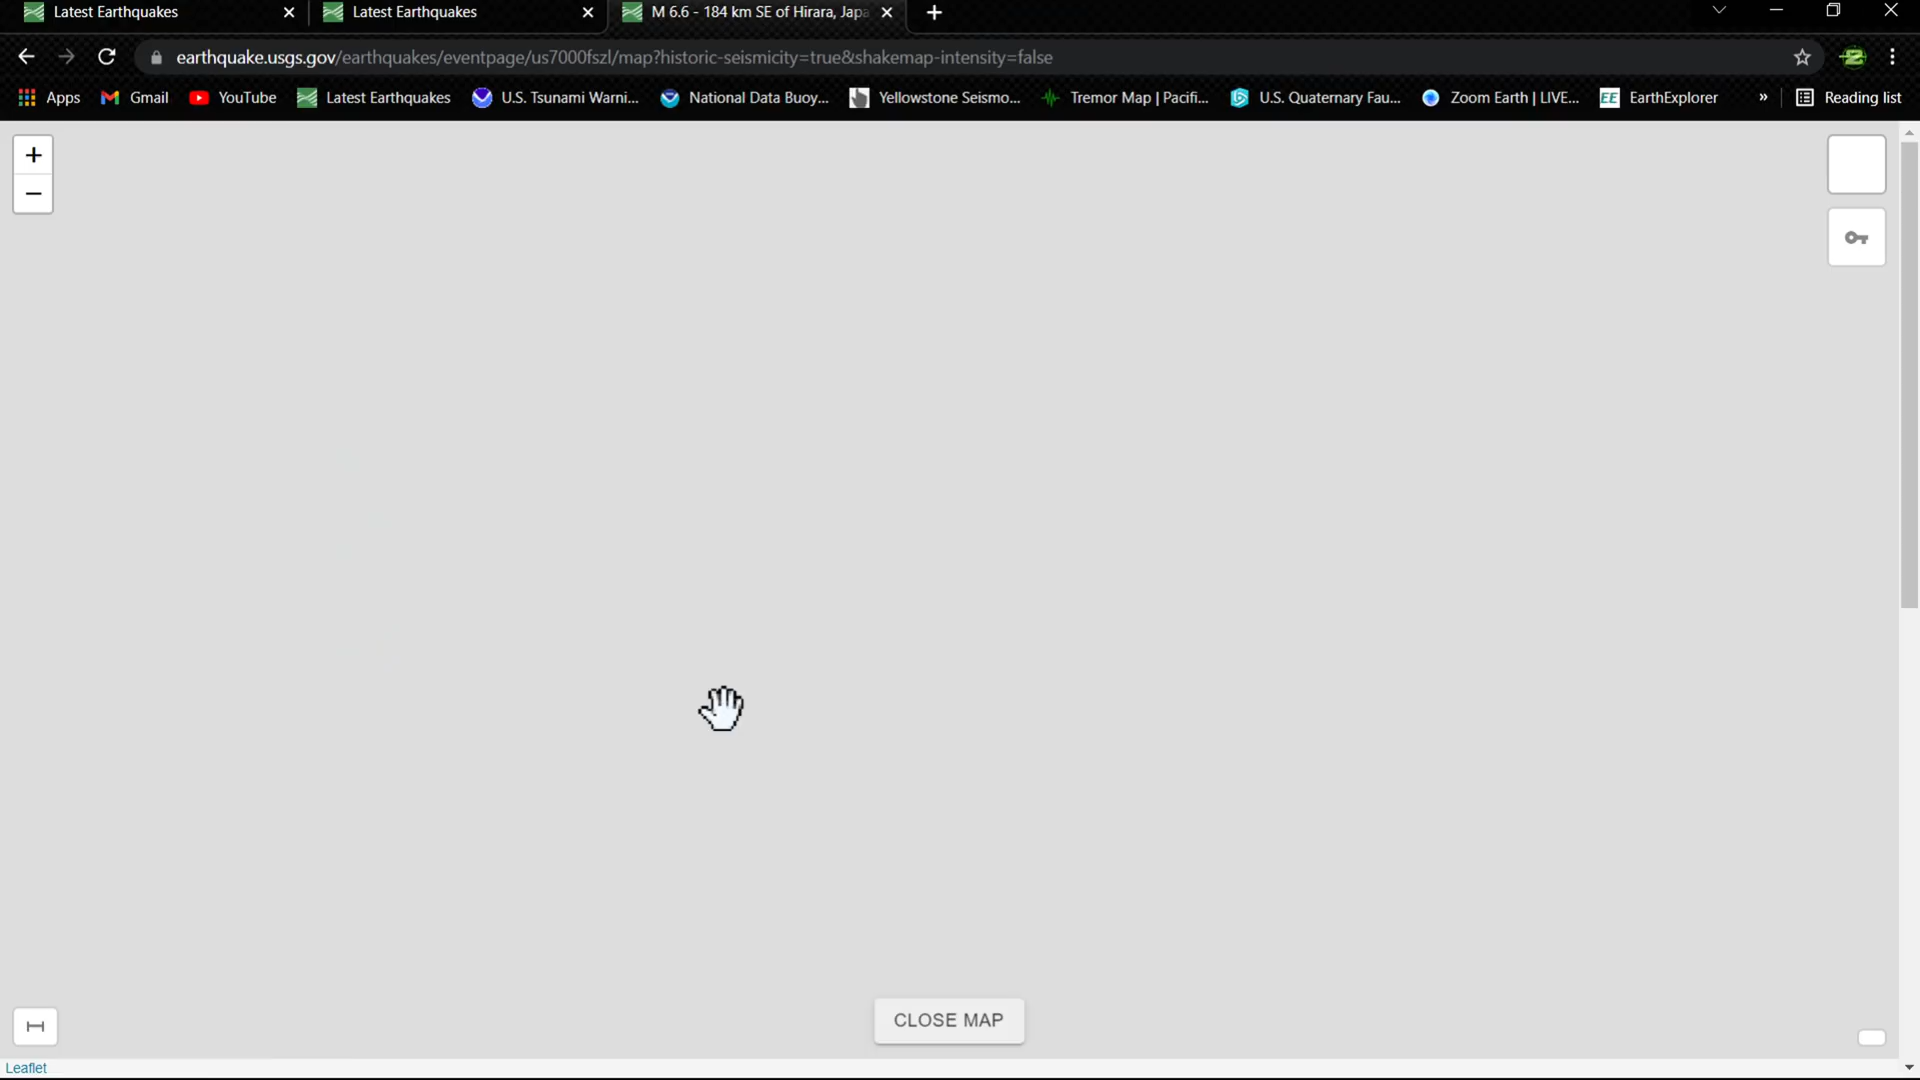 Latest Earthquakes
Latest Earthquakes
M 6.6 - 184 km SE of Hirara, Japa
earthquake.usgs.gov/earthquakes/eventpage/us7000fszl/map?historic-seismicity=true&shakemap-intensity=false
Apps
Gmail
YouTube
Latest Earthquakes
U.S. Tsunami Warni...
National Data Buoy...
Yellowstone Seismo...
Tremor Map | Pacifi...
U.S. Quaternary Fau...
Zoom Earth | LIVE...
EE EarthExplorer
»
Reading list
+
−
CLOSE MAP
Leaflet